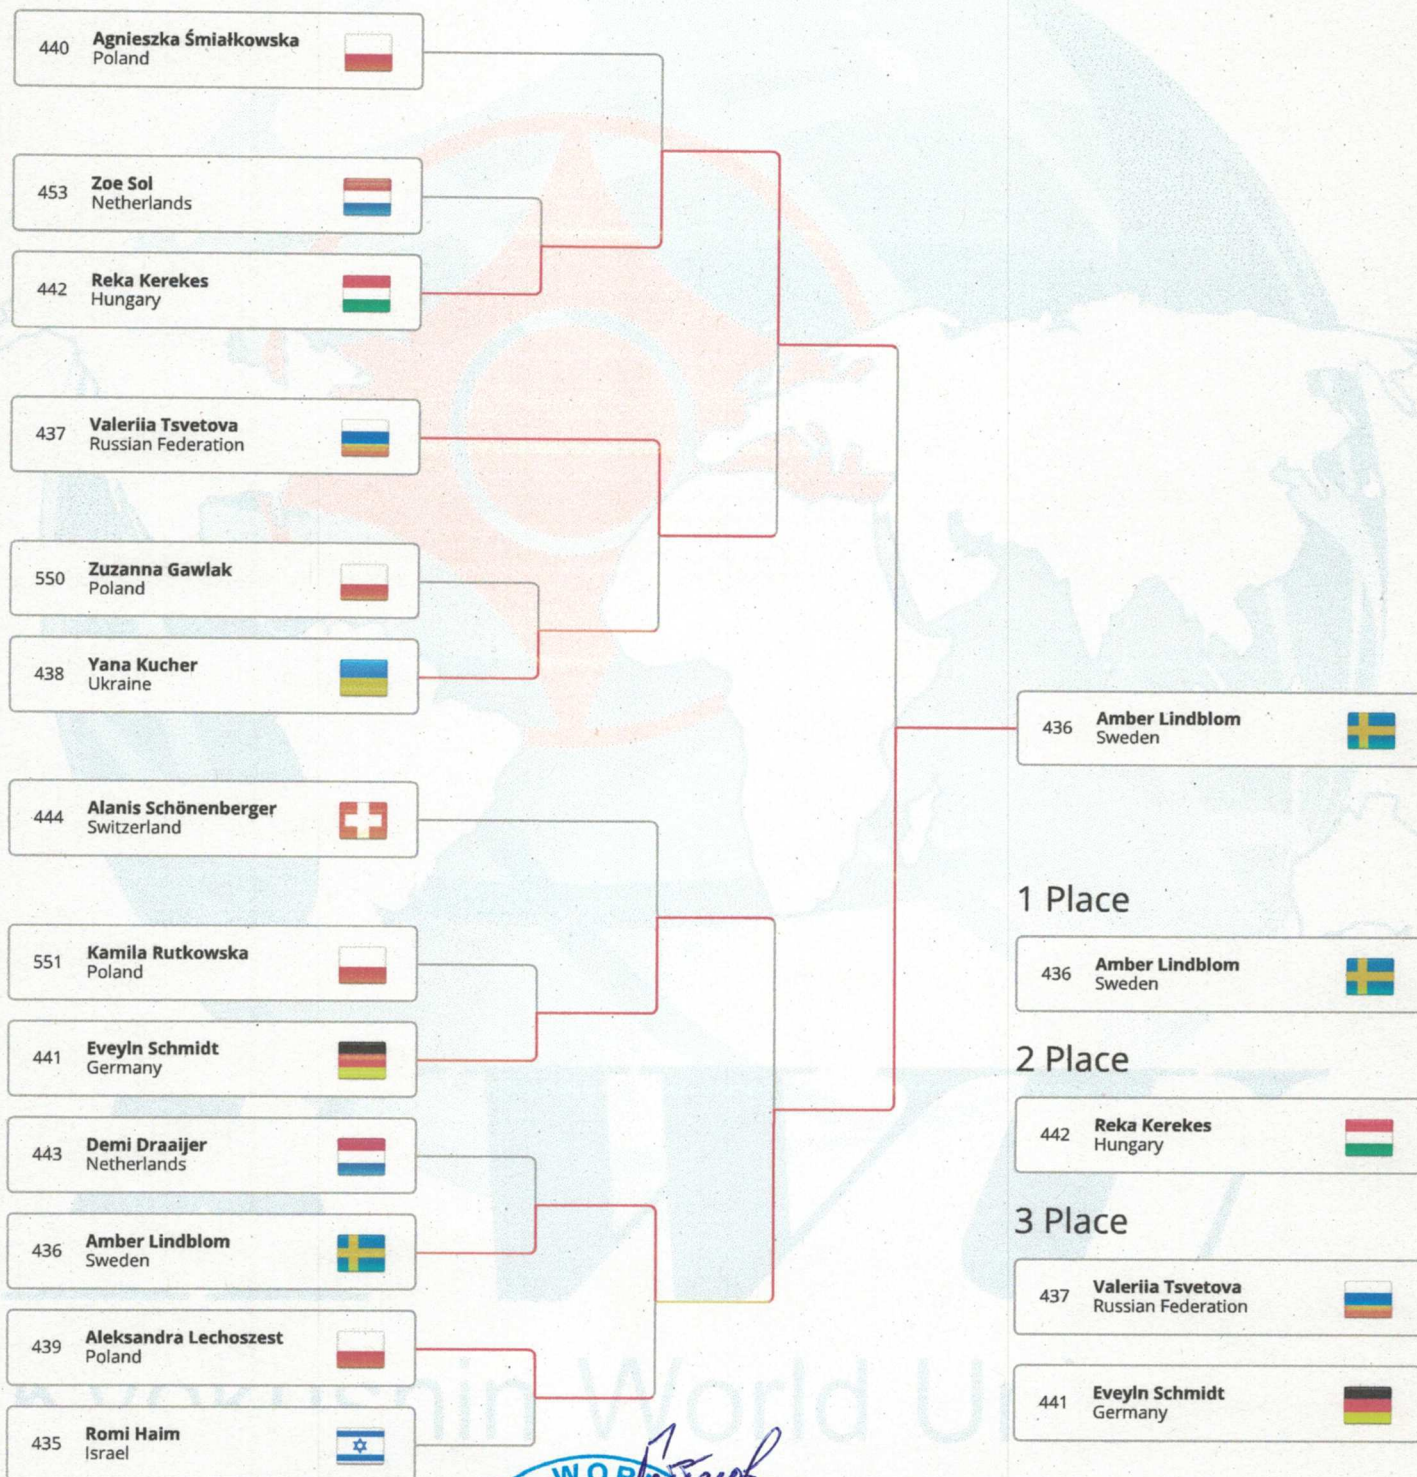 440 Agnieszka Śmiałkowska
Poland
453 Zoe Sol
Netherlands
442 Reka Kerekes
Hungary
437 Valeriia Tsvetova
Russian Federation
550 Zuzanna Gawlak
Poland
438 Yana Kucher
Ukraine
444 Alanis Schönenberger
Switzerland
551 Kamila Rutkowska
Poland
441 Eveyln Schmidt
Germany
443 Demi Draaijer
Netherlands
436 Amber Lindblom
Sweden
439 Aleksandra Lechoszest
Poland
435 Romi Haim
Israel
436 Amber Lindblom
Sweden
1 Place
436 Amber Lindblom
Sweden
2 Place
442 Reka Kerekes
Hungary
3 Place
437 Valeriia Tsvetova
Russian Federation
441 Eveyln Schmidt
Germany
World